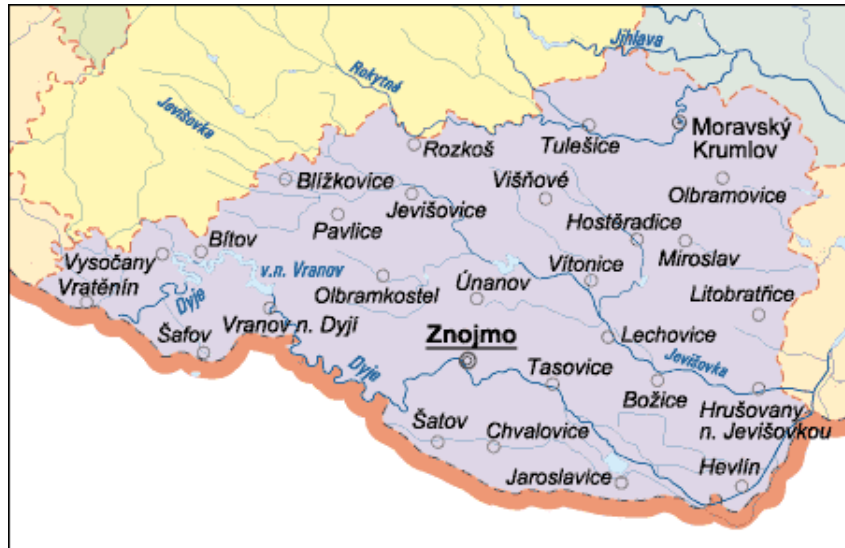 Jihlava
Rokytná
Jevišovka
Rozkoš
Tulešice
Moravský
Krumlov
Blížkovice
Jevišovice
Višňové
Olbramovice
Pavlice
Hostěradice
Bítov
Vysočany
Miroslav
v.n. Vranov
Vratěnín
Dyje
Olbramkostel
Únanov
Vítonice
Litobratřice
Vranov n. Dyjí
Šafov
Znojmo
Lechovice
Dyje
Tasovice
Jevišovka
Božice
Hrušovany
n. Jevišovkou
Šatov
Chvalovice
Jaroslavice
Hevlín